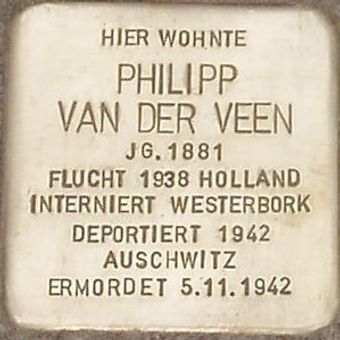 HIER WOHNTE
PHILIPP
VAN DER VEEN
JG. 1881
FLUCHT 1938 HOLLAND
INTERNIERT WESTERBORK
DEPORTIERT 1942
AUSCHWITZ
ERMORDET 5.11.1942